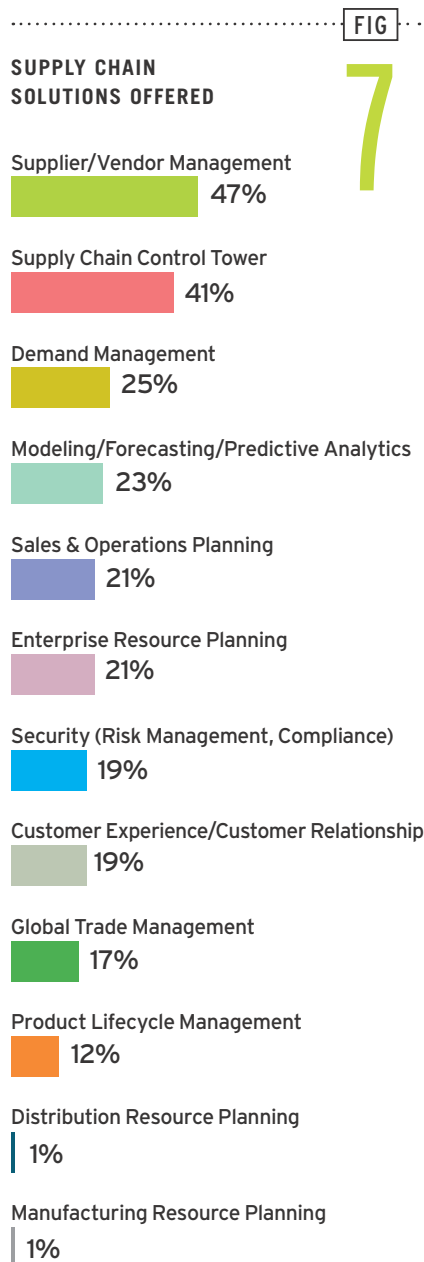 FIG
7
SUPPLY CHAIN
SOLUTIONS OFFERED
Supplier/Vendor Management
47%
Supply Chain Control Tower
41%
Demand Management
25%
Modeling/Forecasting/Predictive Analytics
23%
Sales & Operations Planning
21%
Enterprise Resource Planning
21%
Security (Risk Management, Compliance)
19%
Customer Experience/Customer Relationship
19%
Global Trade Management
17%
Product Lifecycle Management
12%
Distribution Resource Planning
1%
Manufacturing Resource Planning
1%